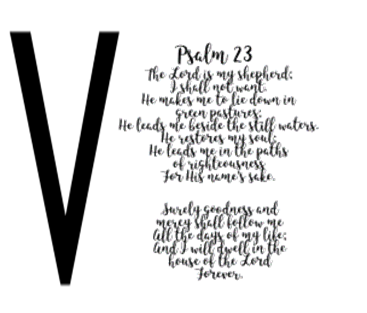 V
Psalm 23
The Lord is my shepherd;
I shall not want.
He makes me to lie down in
green pastures;
He leads me beside the still waters.
He restores my soul;
He leads me in the paths
of righteousness
For His name's sake.
Surely goodness and
mercy shall follow me
All the days of my life;
And I will dwell in the
house of the Lord
Forever.